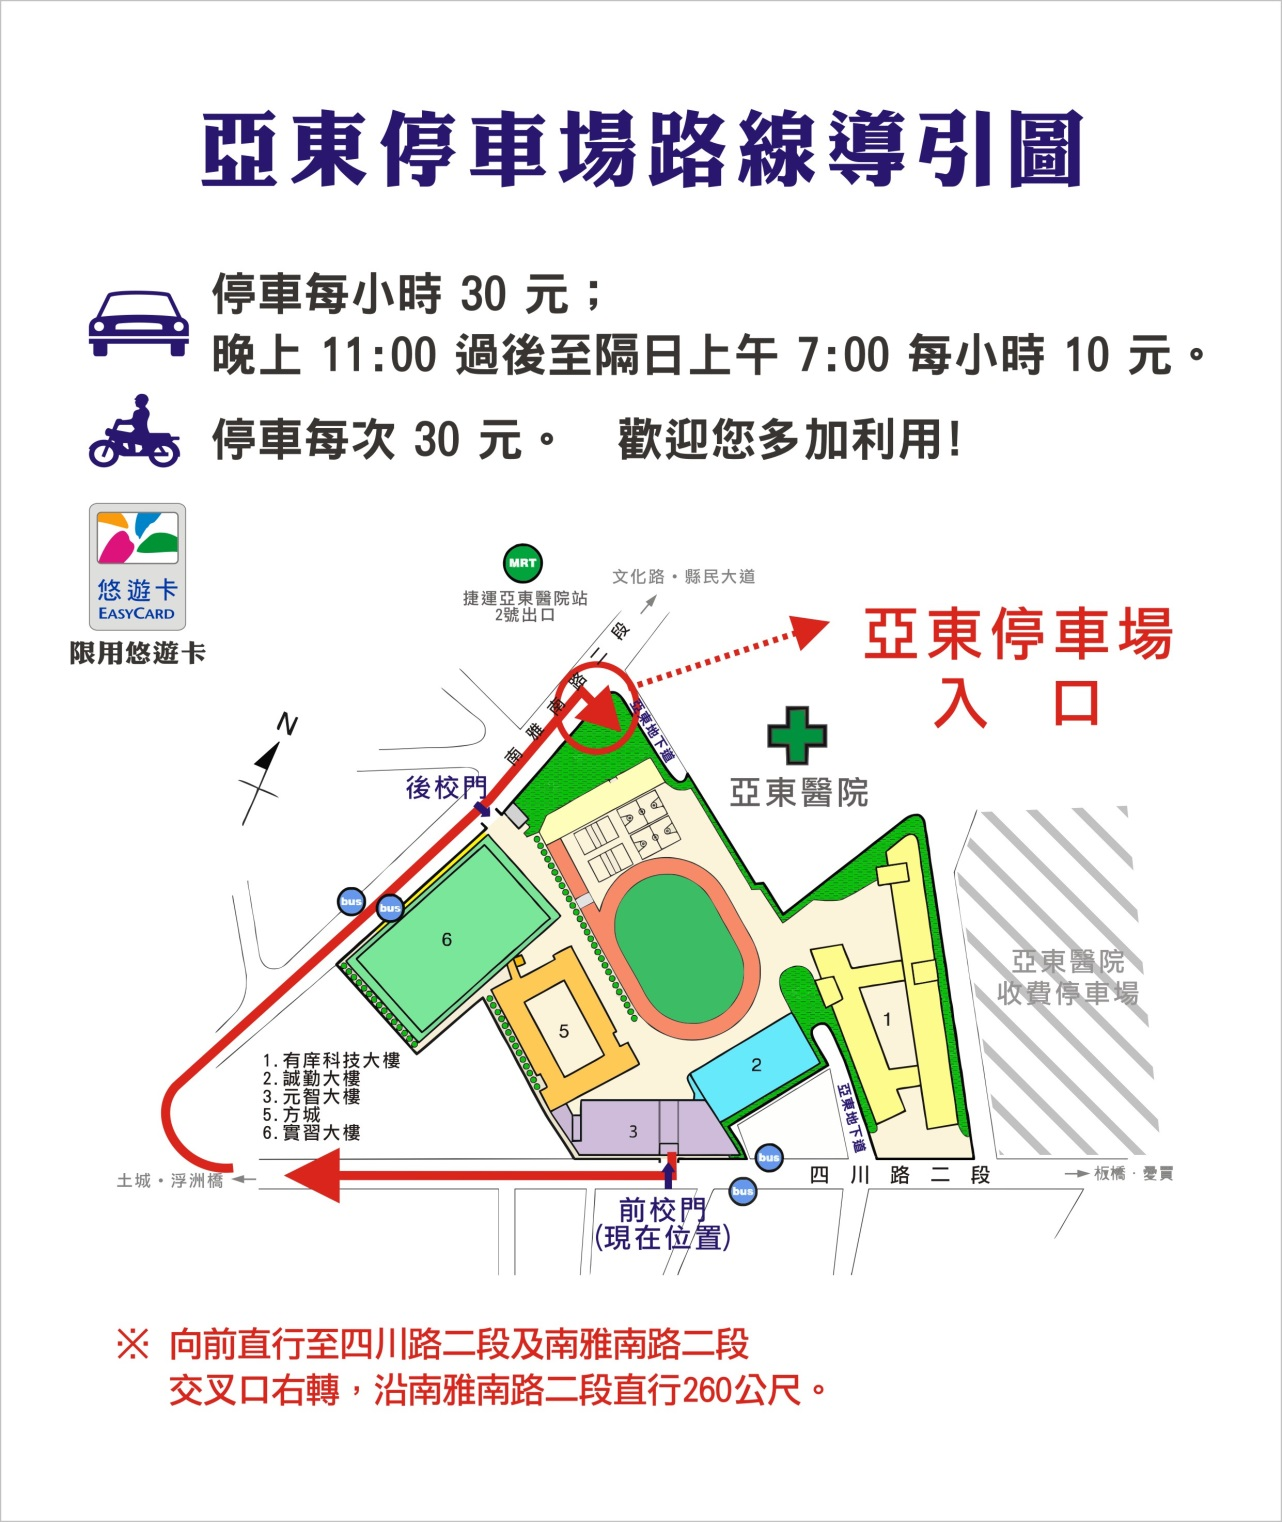 亞東停車場路線導引圖
停車每小時 30 元；
晚上 11:00 過後至隔日上午 7:00 每小時 10 元。
停車每次 30 元。 歡迎您多加利用!
悠遊卡
EASYCARD
限用悠遊卡
MRT
捷運亞東醫院站
2號出口
文化路・縣民大道
亞東停車場
入 口
南雅南路二段
亞東地下道
N
後校門
亞東醫院
bus
bus
6
亞東醫院
收費停車場
5
1
2
3
1.有庠科技大樓
2.誠勤大樓
3.元智大樓
5.方城
6.實習大樓
亞東地下道
bus
土城・浮洲橋
四川路二段
板橋・愛買
bus
前校門
(現在位置)
※ 向前直行至四川路二段及南雅南路二段
交叉口右轉，沿南雅南路二段直行260公尺。